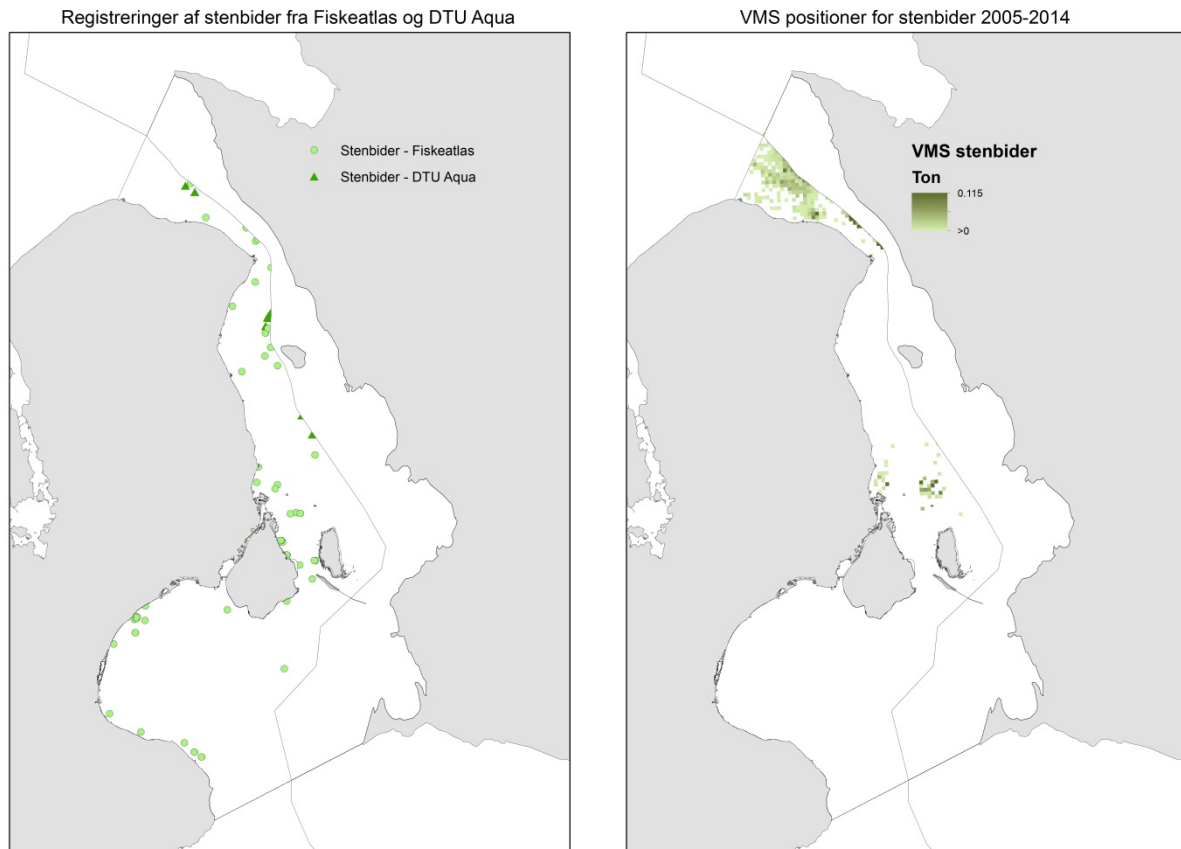 Registreringer af stenbider fra Fiskeatlas og DTU Aqua
Stenbider - Fiskeatlas
Stenbider - DTU Aqua
VMS positioner for stenbider 2005-2014
VMS stenbider
Ton
0.115
>0